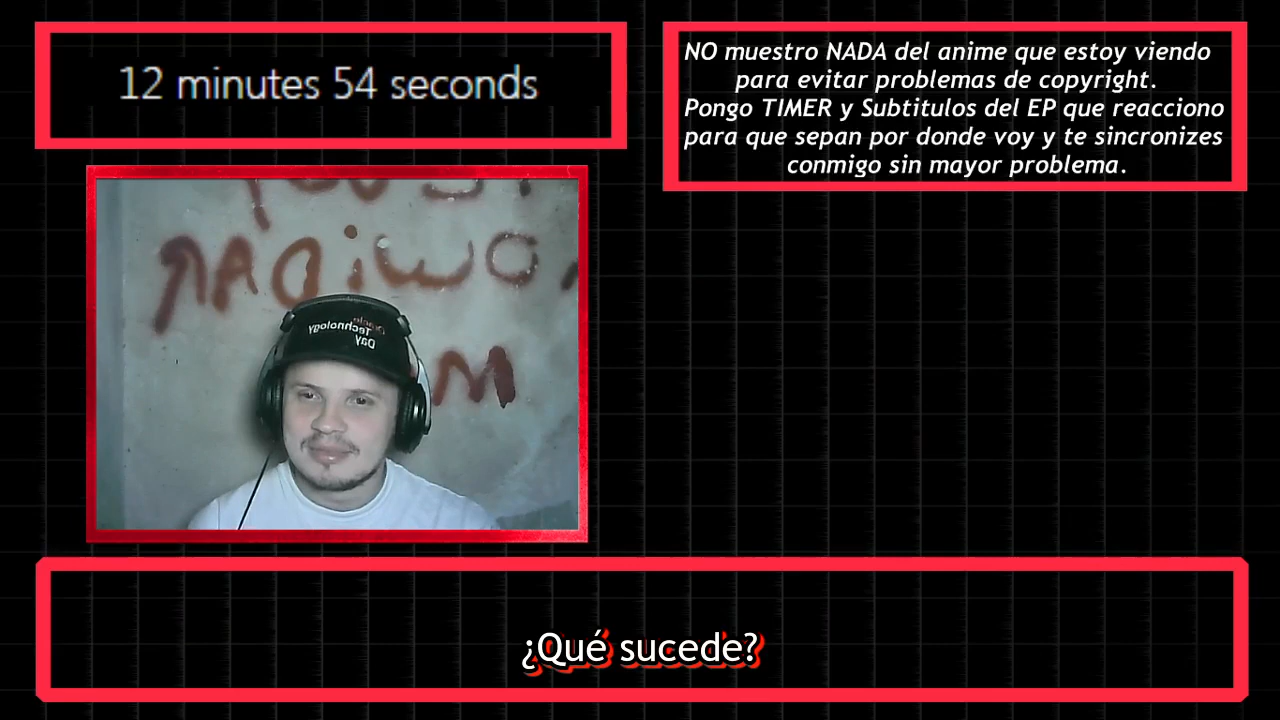 12 minutes 54 seconds
NO muestro NADA del anime que estoy viendo
para evitar problemas de copyright.
Pongo TIMER y Subtitulos del EP que reacciono
para que sepan por donde voy y te sincronizes
conmigo sin mayor problema.
Oracle
Technology
Day
¿Qué sucede?